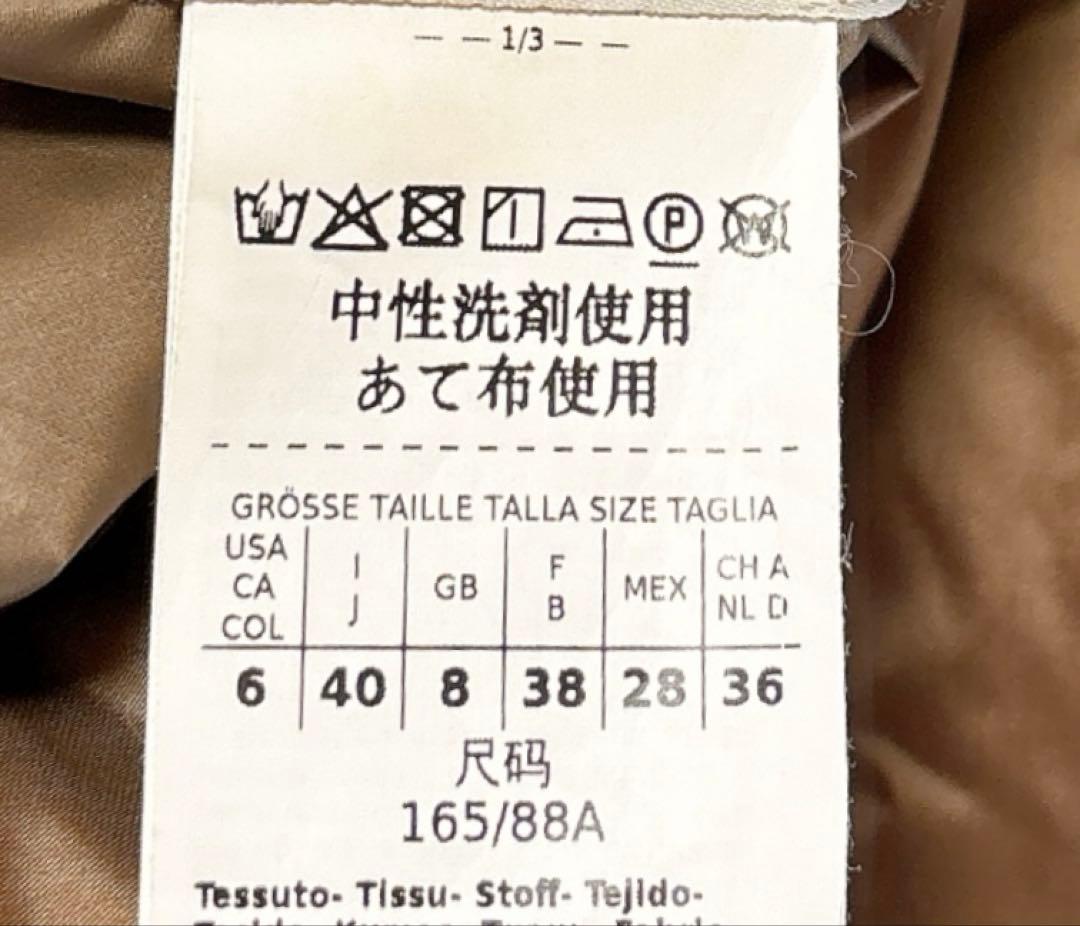 — — 1/3 — —
P W
中性洗剤使用
あて布使用
GRÖSSE TAILLE TALLA SIZE TAGLIA
USA CA COL I J GB F B MEX CH A NL D
6 40 8 38 28 36
尺码
165/88A
Tessuto- Tissu- Stoff- Tejido-